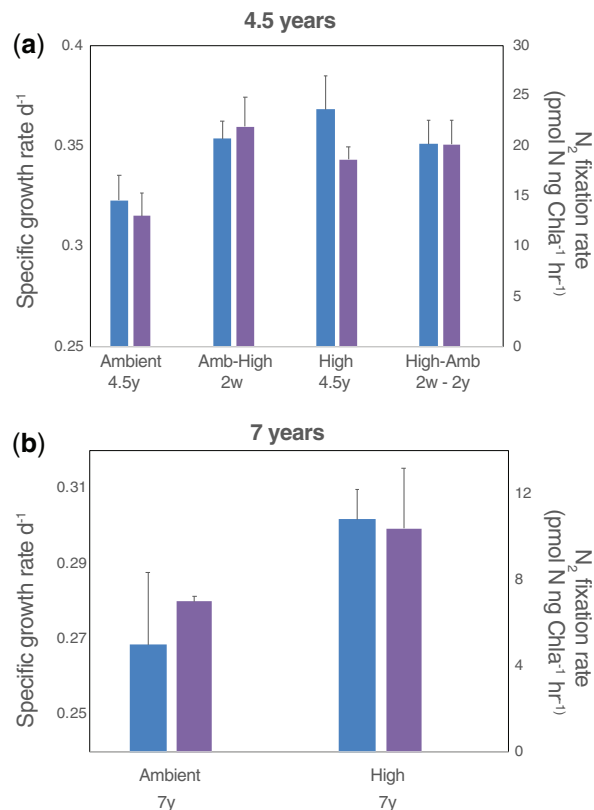 4.5 years
(a)
0.4
0.35
0.3
0.25
Specific growth rate d⁻¹
30
25
20
15
10
5
0
N₂ fixation rate
(pmol N ng Chla⁻¹ hr⁻¹)
Ambient
4.5y
Amb-High
2w
High
4.5y
High-Amb
2w - 2y
7 years
(b)
0.31
0.29
0.27
0.25
Specific growth rate d⁻¹
12
8
4
0
N₂ fixation rate
(pmol N ng Chla⁻¹ hr⁻¹)
Ambient
7y
High
7y